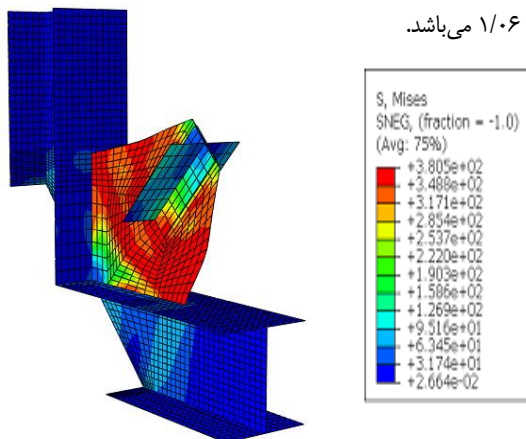 ۱/۰۶ می‌باشد.
S, Mises
SNEG, (fraction = -1.0)
(Avg: 75%)
+3.805e+02
+3.488e+02
+3.171e+02
+2.854e+02
+2.537e+02
+2.220e+02
+1.903e+02
+1.586e+02
+1.269e+02
+9.516e+01
+6.345e+01
+3.174e+01
+2.664e-02